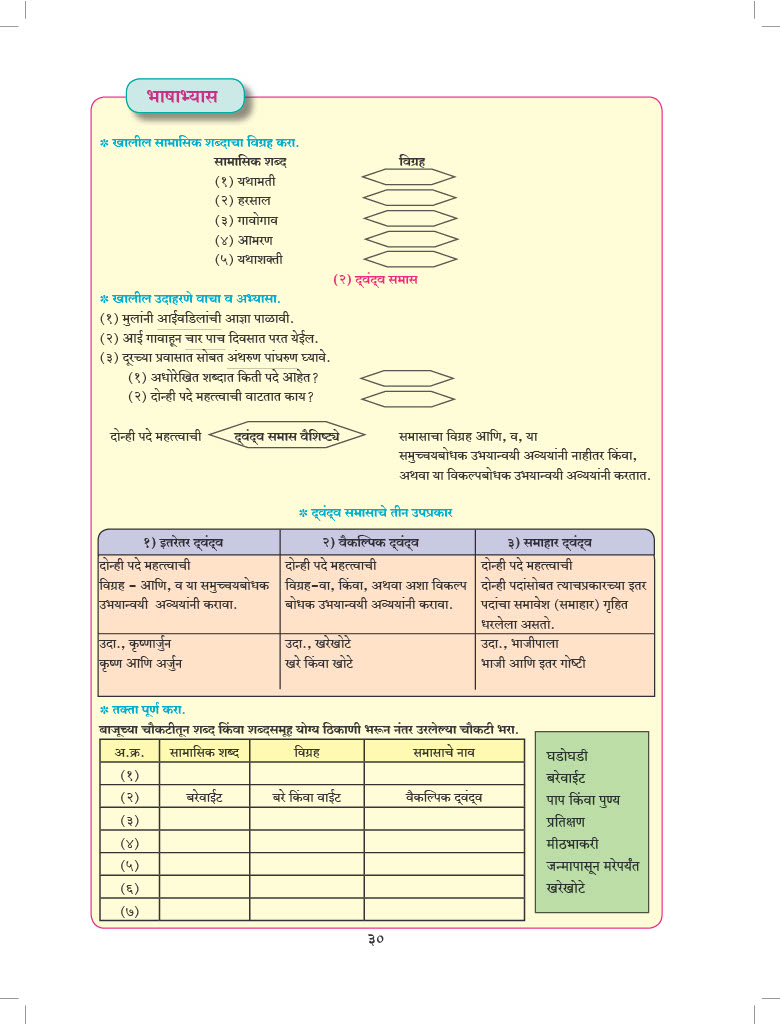 भाषाभ्यास
* खालील सामासिक शब्दाचा विग्रह करा.
सामासिक शब्द विग्रह
(१) यथामती
(२) हरसाल
(३) गावोगाव
(४) आमरण
(५) यथाशक्ती
(२) द्वंद्व समास
* खालील उदाहरणे वाचा व अभ्यासा.
(१) मुलांनी आईवडिलांची आज्ञा पाळावी.
(२) आई गावाहून चार पाच दिवसात परत येईल.
(३) दूरच्या प्रवासात सोबत अंथरुण पांघरुण घ्यावे.
(१) अधोरेखित शब्दात किती पदे आहेत?
(२) दोन्ही पदे महत्त्वाची वाटतात काय?
दोन्ही पदे महत्त्वाची
द्वंद्व समास वैशिष्ट्ये
समासाचा विग्रह आणि, व, या
समुच्चयबोधक उभयान्वयी अव्ययांनी नाहीतर किंवा,
अथवा या विकल्पबोधक उभयान्वयी अव्ययांनी करतात.
* द्वंद्व समासाचे तीन उपप्रकार
१) इतरेतर द्वंद्व
दोन्ही पदे महत्त्वाची
विग्रह – आणि, व या समुच्चयबोधक
उभयान्वयी अव्ययांनी करावा.
उदा., कृष्णार्जुन
कृष्ण आणि अर्जुन
२) वैकल्पिक द्वंद्व
दोन्ही पदे महत्त्वाची
विग्रह-वा, किंवा, अथवा अशा विकल्प
बोधक उभयान्वयी अव्ययांनी करावा.
उदा., खरेखोटे
खरे किंवा खोटे
३) समाहार द्वंद्व
दोन्ही पदे महत्त्वाची
दोन्ही पदांसोबत त्याचप्रकारच्या इतर
पदांचा समावेश (समाहार) गृहित
धरलेला असतो.
उदा., भाजीपाला
भाजी आणि इतर गोष्टी
* तक्ता पूर्ण करा.
बाजूच्या चौकटीतून शब्द किंवा शब्दसमूह योग्य ठिकाणी भरून नंतर उरलेल्या चौकटी भरा.
अ.क्र. सामासिक शब्द विग्रह समासाचे नाव
(१)
(२) बरेवाईट बरे किंवा वाईट वैकल्पिक द्वंद्व
(३)
(४)
(५)
(६)
(७)
घडोघडी
बरेवाईट
पाप किंवा पुण्य
प्रतिक्षण
मीठभाकरी
जन्मापासून मरेपर्यंत
खरेखोटे
३०